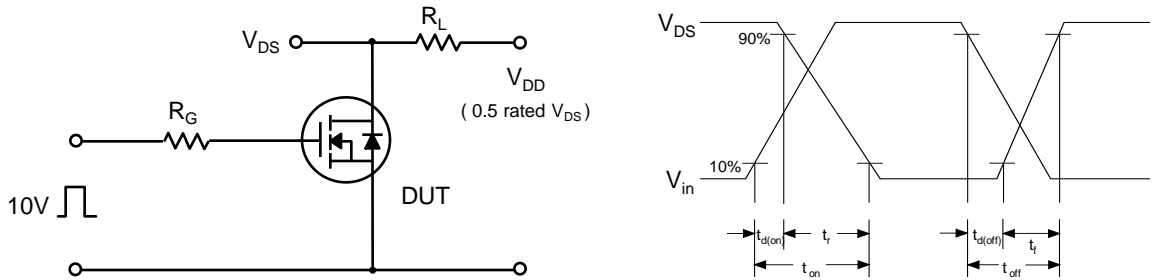 V_DS
R_L
V_DD
( 0.5 rated V_DS )
R_G
10V
DUT
V_DS
90%
10%
V_in
t_d(on)
t_r
t_on
t_d(off)
t_f
t_off